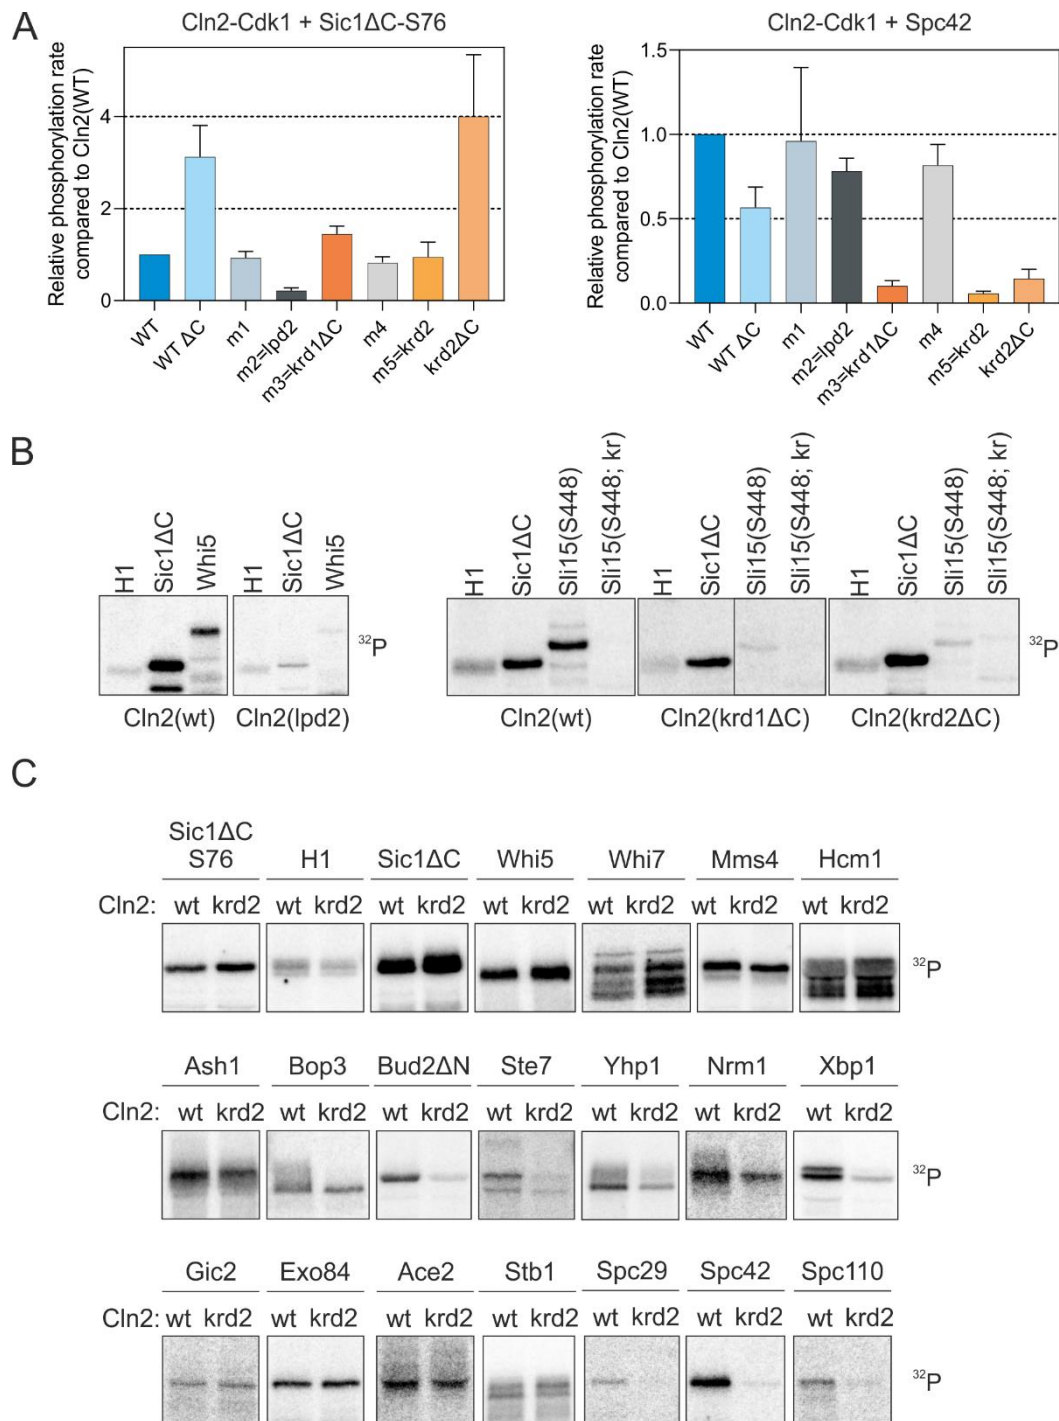 A
Cln2-Cdk1 + Sic1ΔC-S76
Relative phosphorylation rate
compared to Cln2(WT)
4
2
0
WT
WT ΔC
m1
m2=lpd2
m3=krd1ΔC
m4
m5=krd2
krd2ΔC
Cln2-Cdk1 + Spc42
Relative phosphorylation rate
compared to Cln2(WT)
1.5
1.0
0.5
0.0
WT
WT ΔC
m1
m2=lpd2
m3=krd1ΔC
m4
m5=krd2
krd2ΔC
B
H1
Sic1ΔC
Whi5
H1
Sic1ΔC
Whi5
32P
Cln2(wt) Cln2(lpd2)
H1
Sic1ΔC
Sli15(S448)
Sli15(S448; kr)
H1
Sic1ΔC
Sli15(S448)
Sli15(S448; kr)
H1
Sic1ΔC
Sli15(S448)
Sli15(S448; kr)
32P
Cln2(wt) Cln2(krd1ΔC) Cln2(krd2ΔC)
C
Sic1ΔC
S76 H1 Sic1ΔC Whi5 Whi7 Mms4 Hcm1
Cln2: wt krd2 wt krd2 wt krd2 wt krd2 wt krd2 wt krd2 wt krd2
32P
Ash1 Bop3 Bud2ΔN Ste7 Yhp1 Nrm1 Xbp1
Cln2: wt krd2 wt krd2 wt krd2 wt krd2 wt krd2 wt krd2 wt krd2
32P
Gic2 Exo84 Ace2 Stb1 Spc29 Spc42 Spc110
Cln2: wt krd2 wt krd2 wt krd2 wt krd2 wt krd2 wt krd2 wt krd2
32P